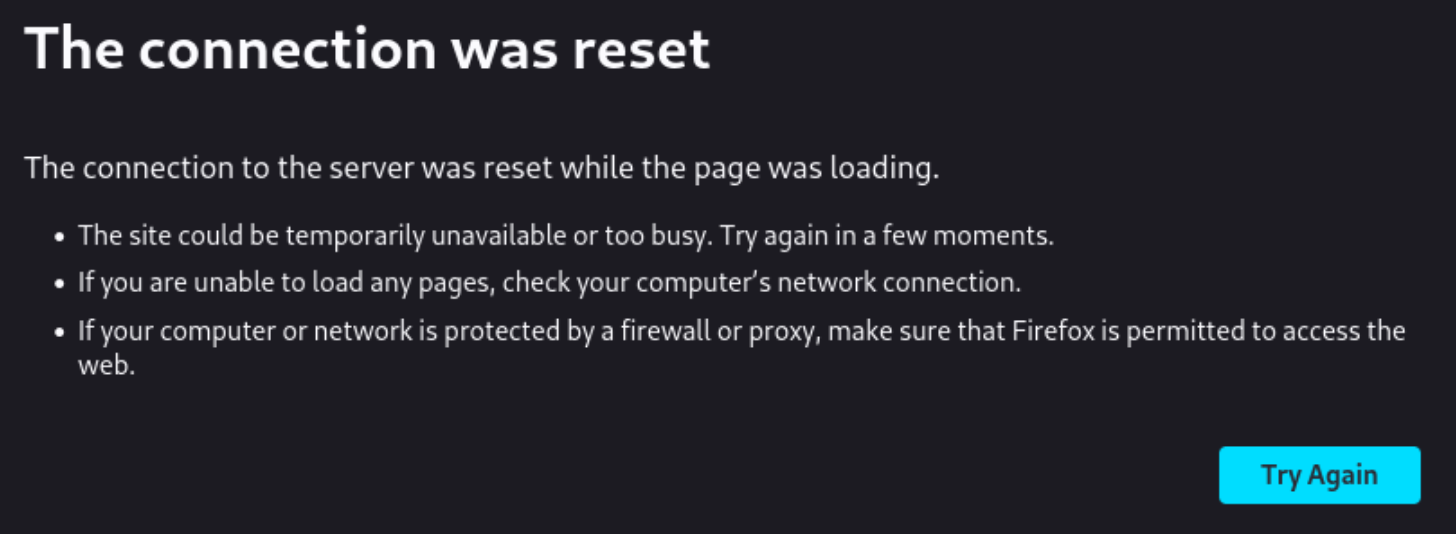 The connection was reset
The connection to the server was reset while the page was loading.
• The site could be temporarily unavailable or too busy. Try again in a few moments.
• If you are unable to load any pages, check your computer’s network connection.
• If your computer or network is protected by a firewall or proxy, make sure that Firefox is permitted to access the
web.
Try Again